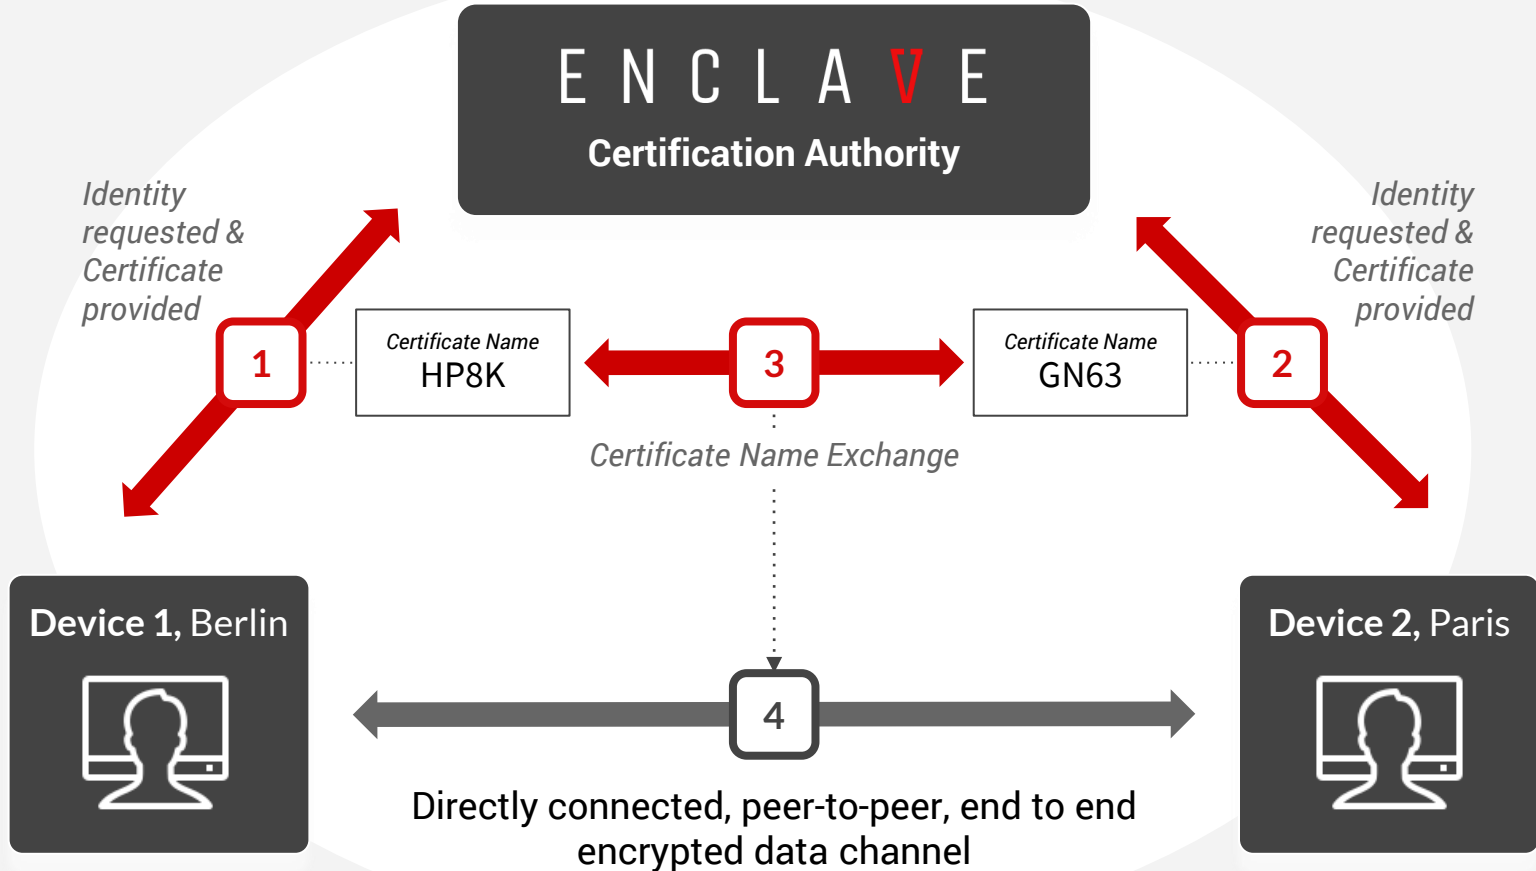 ENCLAVE
Certification Authority
Identity
requested &
Certificate
provided
Identity
requested &
Certificate
provided
1
Certificate Name
HP8K
3
Certificate Name
GN63
2
Certificate Name Exchange
Device 1, Berlin
Device 2, Paris
4
Directly connected, peer-to-peer, end to end
encrypted data channel